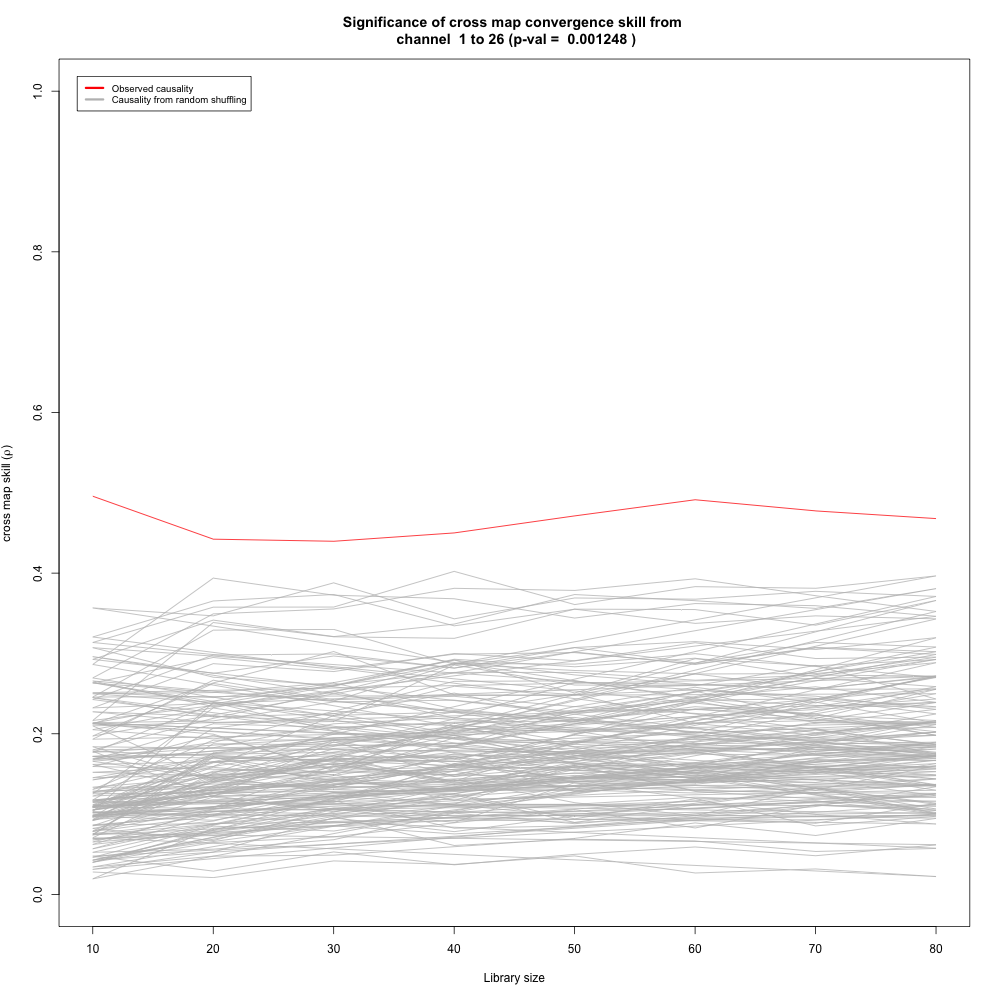 Significance of cross map convergence skill from
channel  1 to 26 (p-val =  0.001248 )
Observed causality
Causality from random shuffling
1.0
0.8
0.6
0.4
0.2
0.0
cross map skill (ρ)
10 20 30 40 50 60 70 80
Library size